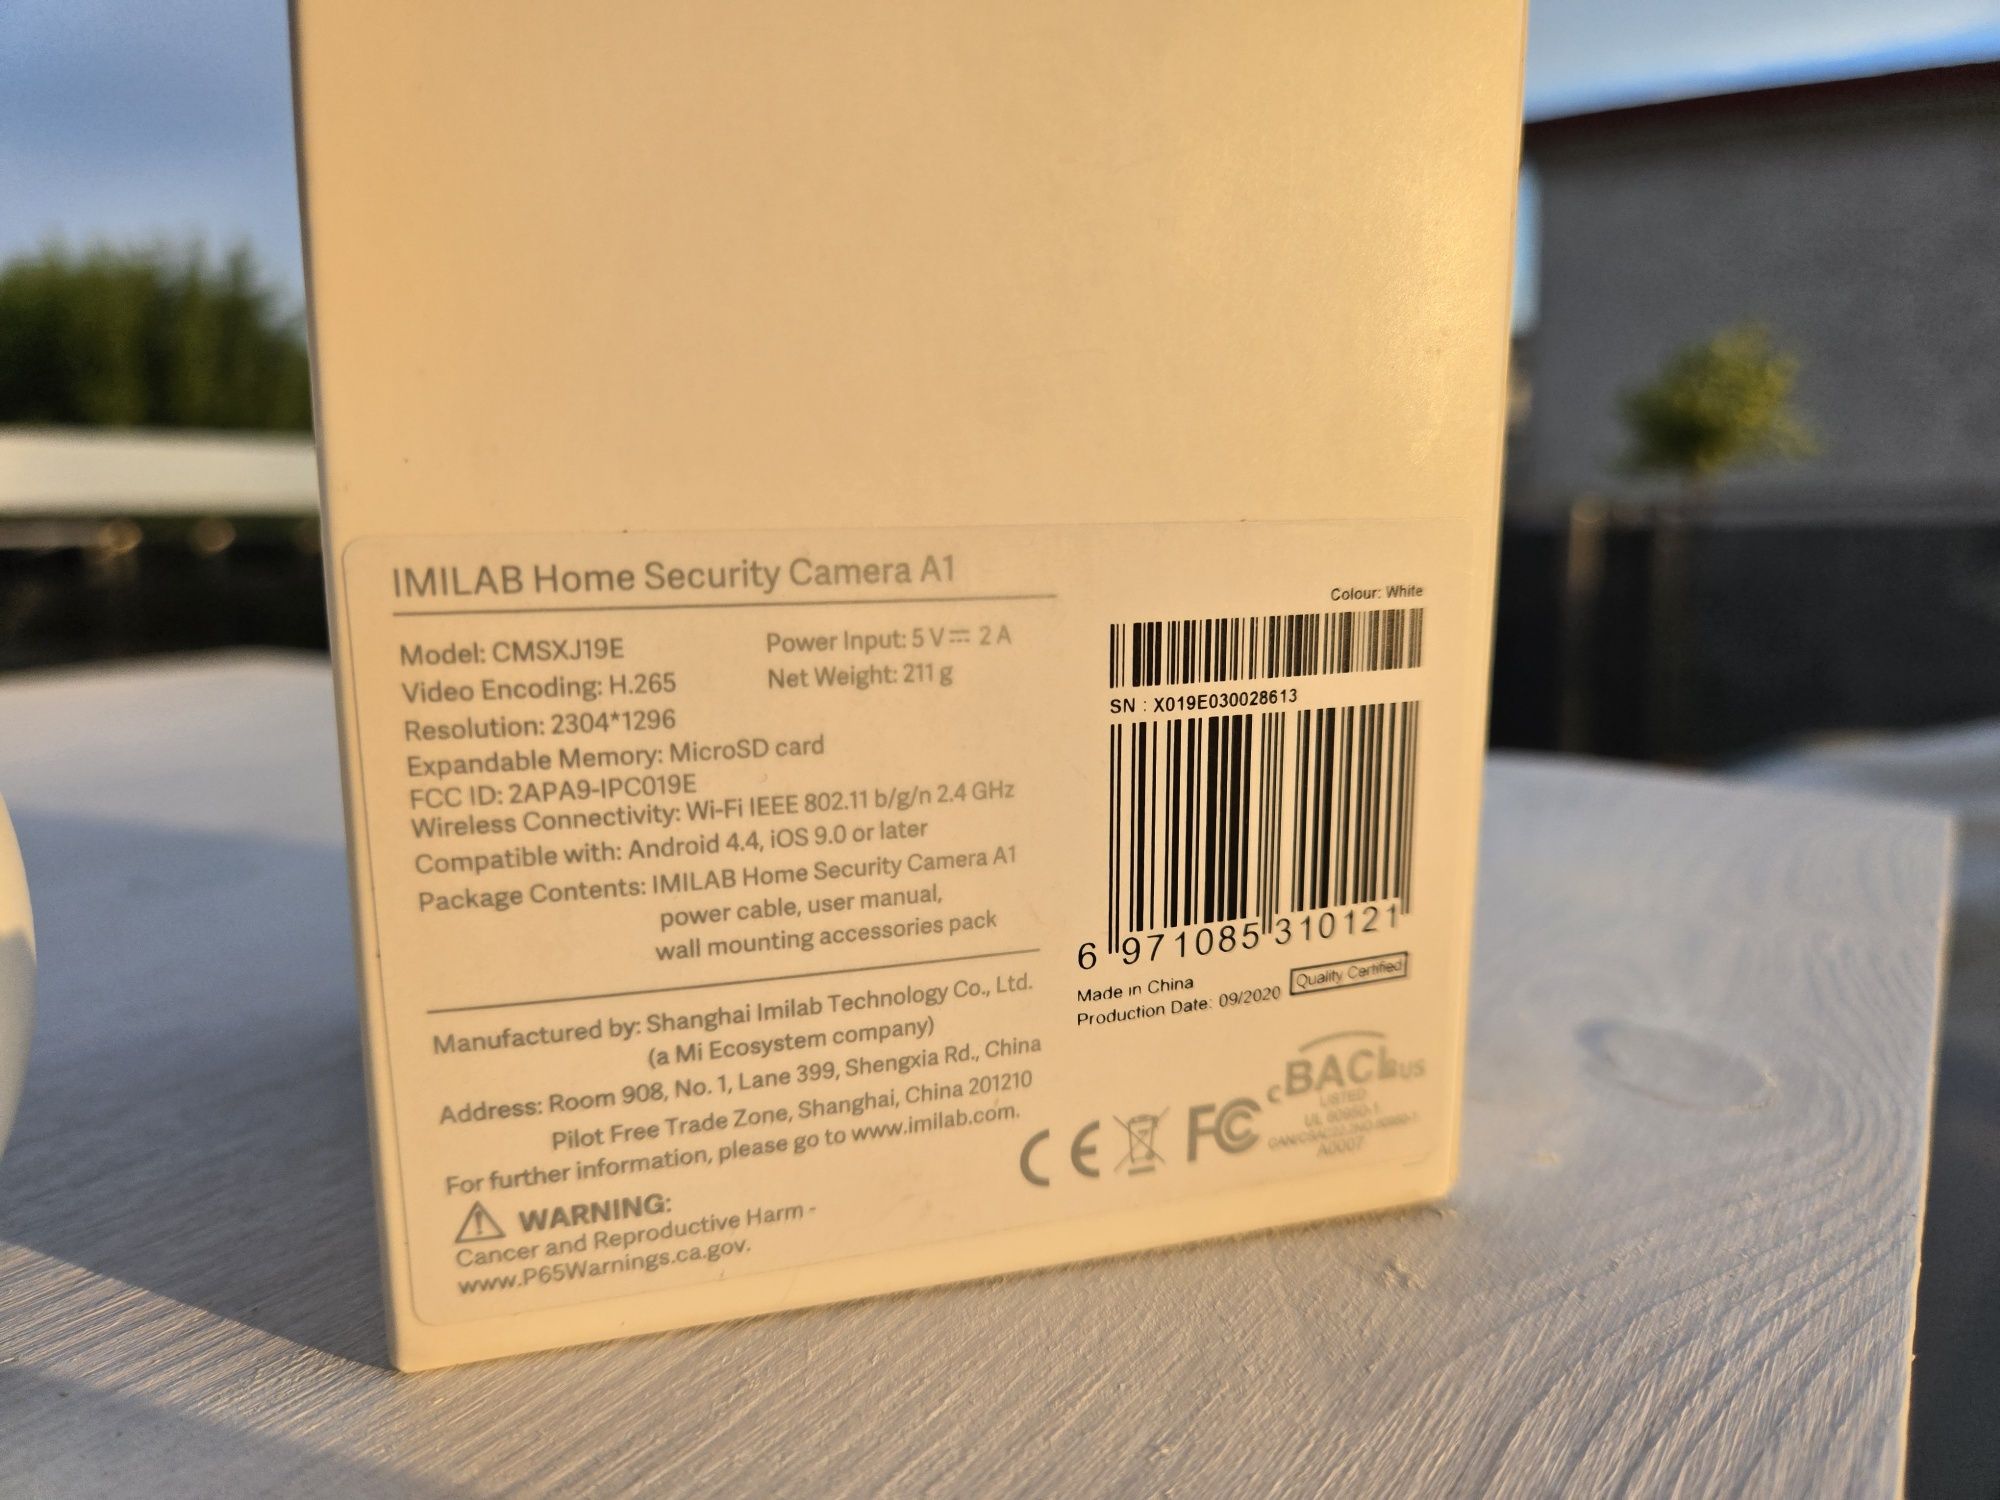 IMILAB Home Security Camera A1
Model: CMSXJ19E
Power Input: 5 V⎓ 2 A
Video Encoding: H.265
Net Weight: 211 g
Resolution: 2304*1296
Expandable Memory: MicroSD card
FCC ID: 2APA9-IPC019E
Wireless Connectivity: Wi-Fi IEEE 802.11 b/g/n 2.4 GHz
Compatible with: Android 4.4, iOS 9.0 or later
Package Contents: IMILAB Home Security Camera A1
power cable, user manual,
wall mounting accessories pack
Manufactured by: Shanghai Imilab Technology Co., Ltd.
(a Mi Ecosystem company)
Address: Room 908, No. 1, Lane 399, Shengxia Rd., China
Pilot Free Trade Zone, Shanghai, China 201210
For further information, please go to www.imilab.com.
WARNING:
Cancer and Reproductive Harm -
www.P65Warnings.ca.gov.
Colour: White
SN : X019E030028613
6 971085 310121
Made in China
Production Date: 09/2020
Quality Certified
CE
FC
c BACL us
LISTED
UL 60950-1
A0007